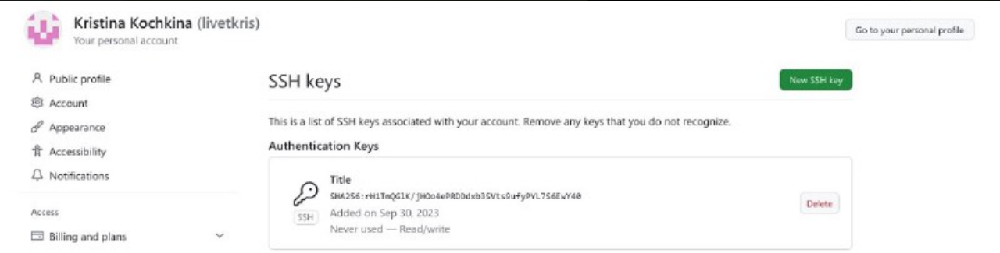 Kristina Kochkina (livetkris)
Your personal account
Go to your personal profile
Public profile
Account
Appearance
Accessibility
Notifications
Access
Billing and plans
SSH keys
New SSH key
This is a list of SSH keys associated with your account. Remove any keys that you do not recognize.
Authentication Keys
Title
SSH
Added on Sep 30, 2023
Never used — Read/write
Delete